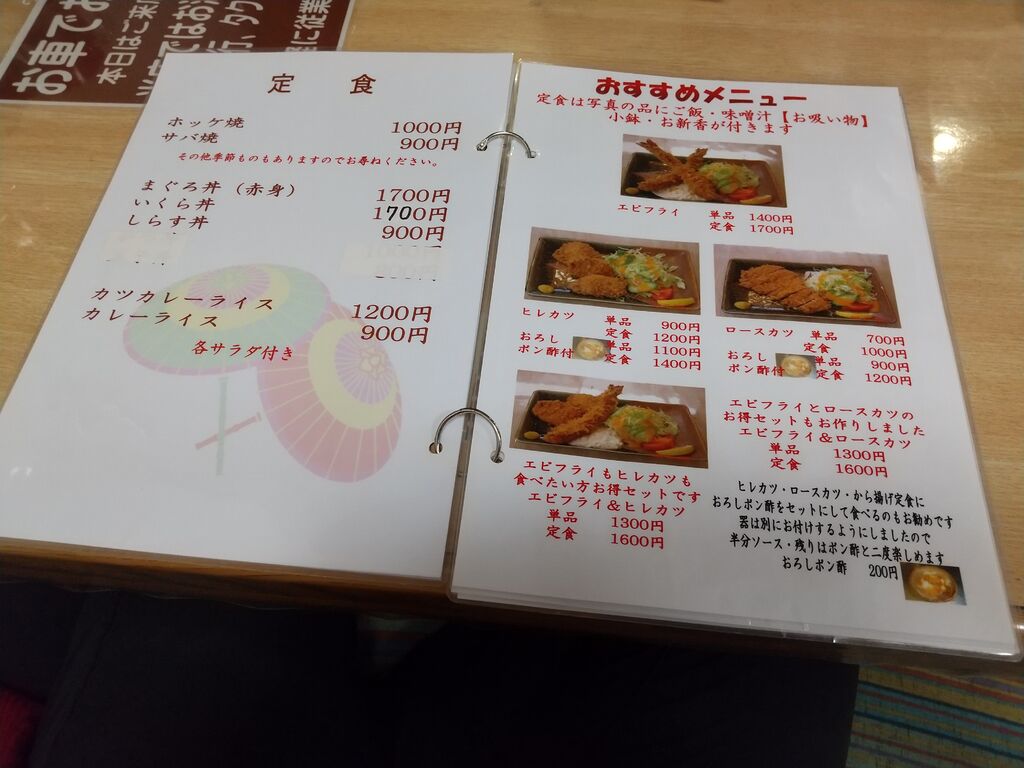 お車でお
本日はご来
定 食
ホッケ焼 1000円
サバ焼 900円
その他季節ものもありますのでお尋ねください。
まぐろ丼（赤身） 1700円
いくら丼 1700円
しらす丼 900円
カツカレーライス 1200円
カレーライス 900円
各サラダ付き
おすすめメニュー
定食は写真の品にご飯・味噌汁【お吸い物】
小鉢・お新香が付きます
エビフライ 単品 1400円
定食 1700円
ヒレカツ 単品 900円
定食 1200円
おろし 単品 1100円
ポン酢付 定食 1400円
ロースカツ 単品 700円
定食 1000円
おろし 単品 900円
ポン酢付 定食 1200円
エビフライもヒレカツも
食べたい方お得セットです
エビフライ＆ヒレカツ
単品 1300円
定食 1600円
エビフライとロースカツの
お得セットもお作りしました
エビフライ＆ロースカツ
単品 1300円
定食 1600円
ヒレカツ・ロースカツ・から揚げ定食に
おろしポン酢をセットにして食べるのもお勧めです
器は別にお付けするようにしましたので
半分ソース・残りはポン酢と二度楽しめます
おろしポン酢 200円